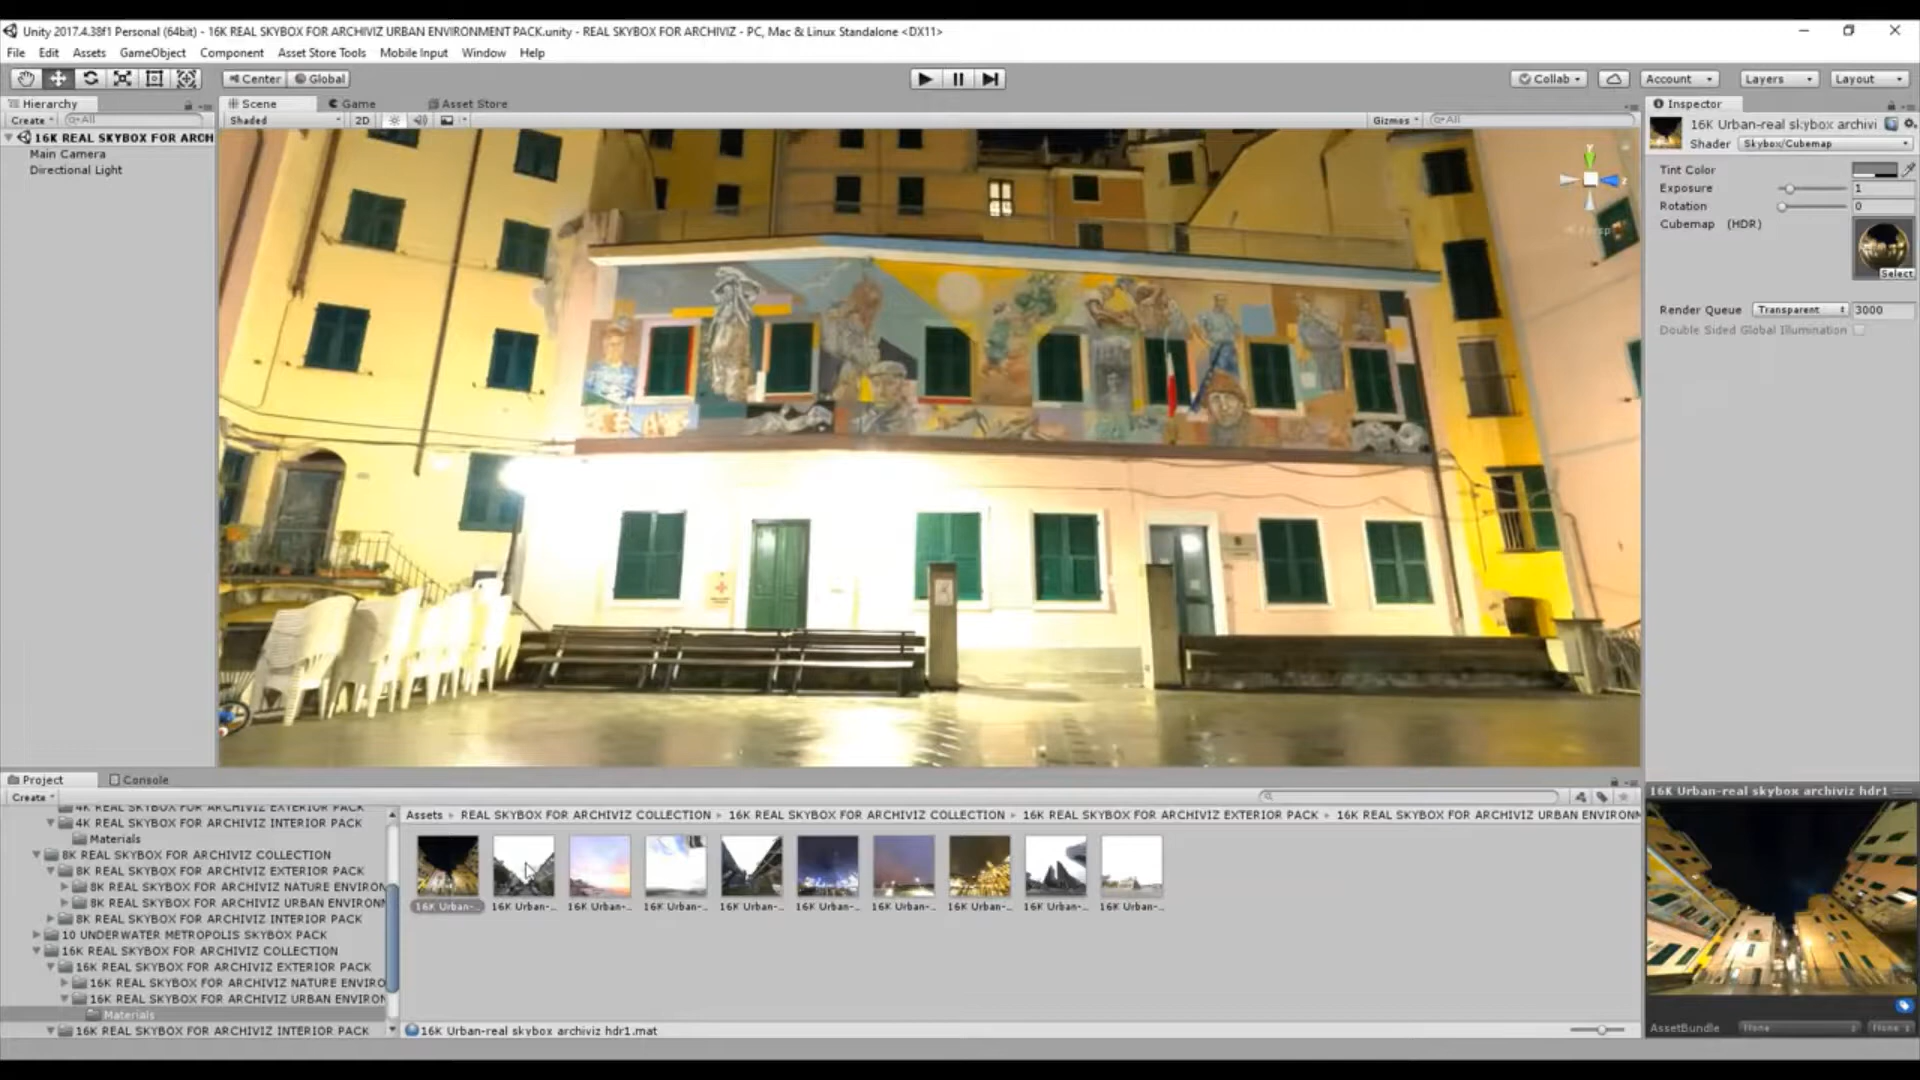 Unity 2017.4.38f1 Personal (64bit) - 16K REAL SKYBOX FOR ARCHIVIZ URBAN ENVIRONMENT PACK.unity - REAL SKYBOX FOR ARCHIVIZ - PC, Mac & Linux Standalone <DX11>
File Edit Assets GameObject Component Asset Store Tools Mobile Input Window Help
Center Global Collab Account Layers Layout
Hierarchy Scene Game Asset Store Inspector
Create All Shaded 2D Gizmos All
16K REAL SKYBOX FOR ARCH
Main Camera
Directional Light
16K Urban-real skybox archivi
Shader Skybox/Cubemap
Tint Color
Exposure 1
Rotation 0
Cubemap (HDR)
Select
Render Queue Transparent 3000
Double Sided Global Illumination
Persp
Project Console
Create
4K REAL SKYBOX FOR ARCHIVIZ EXTERIOR PACK
4K REAL SKYBOX FOR ARCHIVIZ INTERIOR PACK
Materials
8K REAL SKYBOX FOR ARCHIVIZ COLLECTION
8K REAL SKYBOX FOR ARCHIVIZ EXTERIOR PACK
8K REAL SKYBOX FOR ARCHIVIZ NATURE ENVIRON
8K REAL SKYBOX FOR ARCHIVIZ URBAN ENVIRONM
8K REAL SKYBOX FOR ARCHIVIZ INTERIOR PACK
10 UNDERWATER METROPOLIS SKYBOX PACK
16K REAL SKYBOX FOR ARCHIVIZ COLLECTION
16K REAL SKYBOX FOR ARCHIVIZ EXTERIOR PACK
16K REAL SKYBOX FOR ARCHIVIZ NATURE ENVIRO
16K REAL SKYBOX FOR ARCHIVIZ URBAN ENVIRON
Materials
16K REAL SKYBOX FOR ARCHIVIZ INTERIOR PACK
Assets REAL SKYBOX FOR ARCHIVIZ COLLECTION 16K REAL SKYBOX FOR ARCHIVIZ COLLECTION 16K REAL SKYBOX FOR ARCHIVIZ EXTERIOR PACK 16K REAL SKYBOX FOR ARCHIVIZ URBAN ENVIRONM
16K Urban-... 16K Urban-... 16K Urban-... 16K Urban-... 16K Urban-... 16K Urban-... 16K Urban-... 16K Urban-... 16K Urban-... 16K Urban-...
16K Urban-real skybox archiviz hdr1.mat
16K Urban-real skybox archiviz hdr1
AssetBundle None None